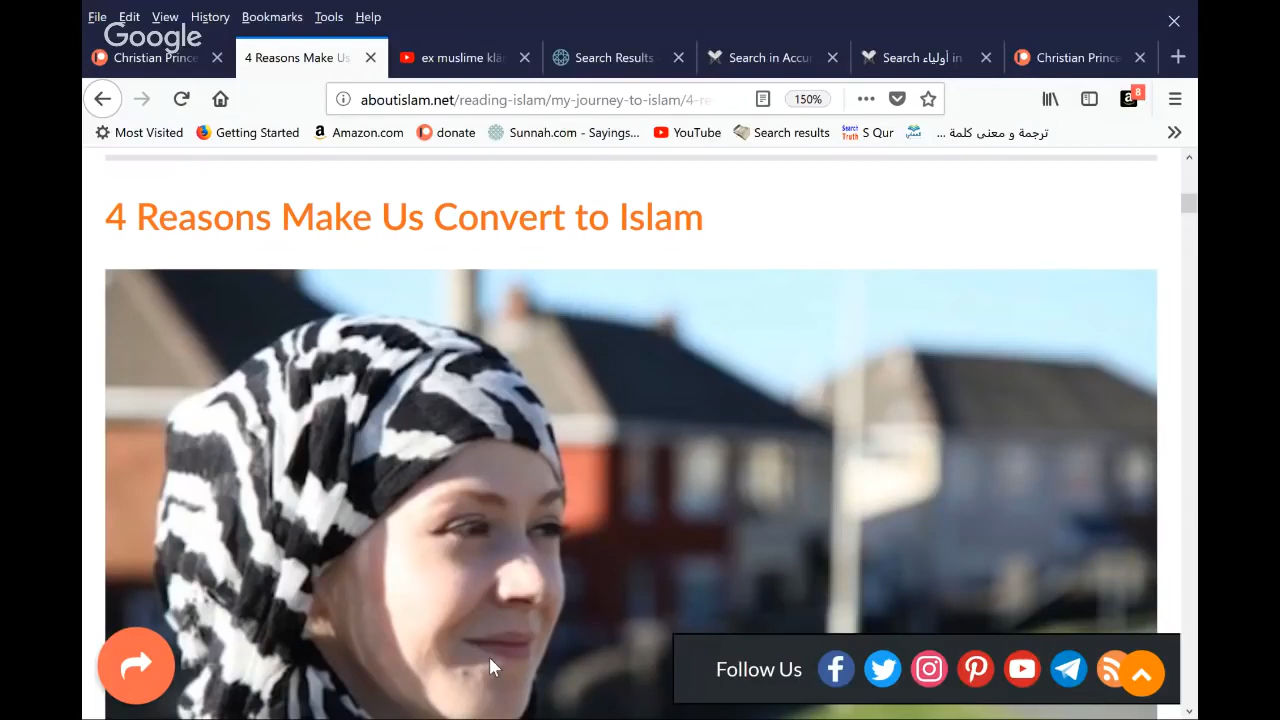 File Edit View History Bookmarks Tools Help
Google
Christian Prince
4 Reasons Make Us
ex muslime klä
Search Results
Search in
Search أولياء in
Christian Prince
aboutislam.net/reading-islam/my-journey-to-islam/4-re
150%
8
Most Visited Getting Started Amazon.com donate Sunnah.com - Sayings... YouTube Search results S Qur ترجمة و معنى كلمة ...
4 Reasons Make Us Convert to Islam
Follow Us